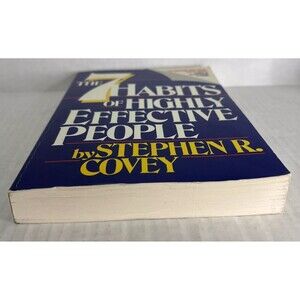 THE 7 HABITS
OF HIGHLY
EFFECTIVE
PEOPLE
by STEPHEN R.
COVEY